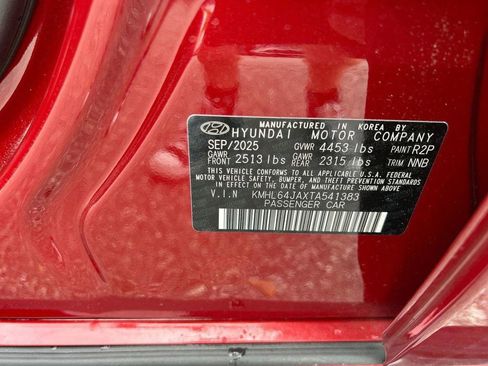 MANUFACTURED IN KOREA BY
HYUNDAI MOTOR COMPANY
SEP/2025 GVWR 4453 lbs PAINT R2P
GAWR FRONT 2513 lbs GAWR REAR 2315 lbs TRIM NNB
THIS VEHICLE CONFORMS TO ALL APPLICABLE U.S.A. FEDERAL
MOTOR VEHICLE SAFETY, BUMPER, AND THEFT PREVENTION STANDARDS
IN EFFECT ON THE DATE OF MANUFACTURE SHOWN ABOVE.
V.I.N KMHL64JAXTA541383
PASSENGER CAR